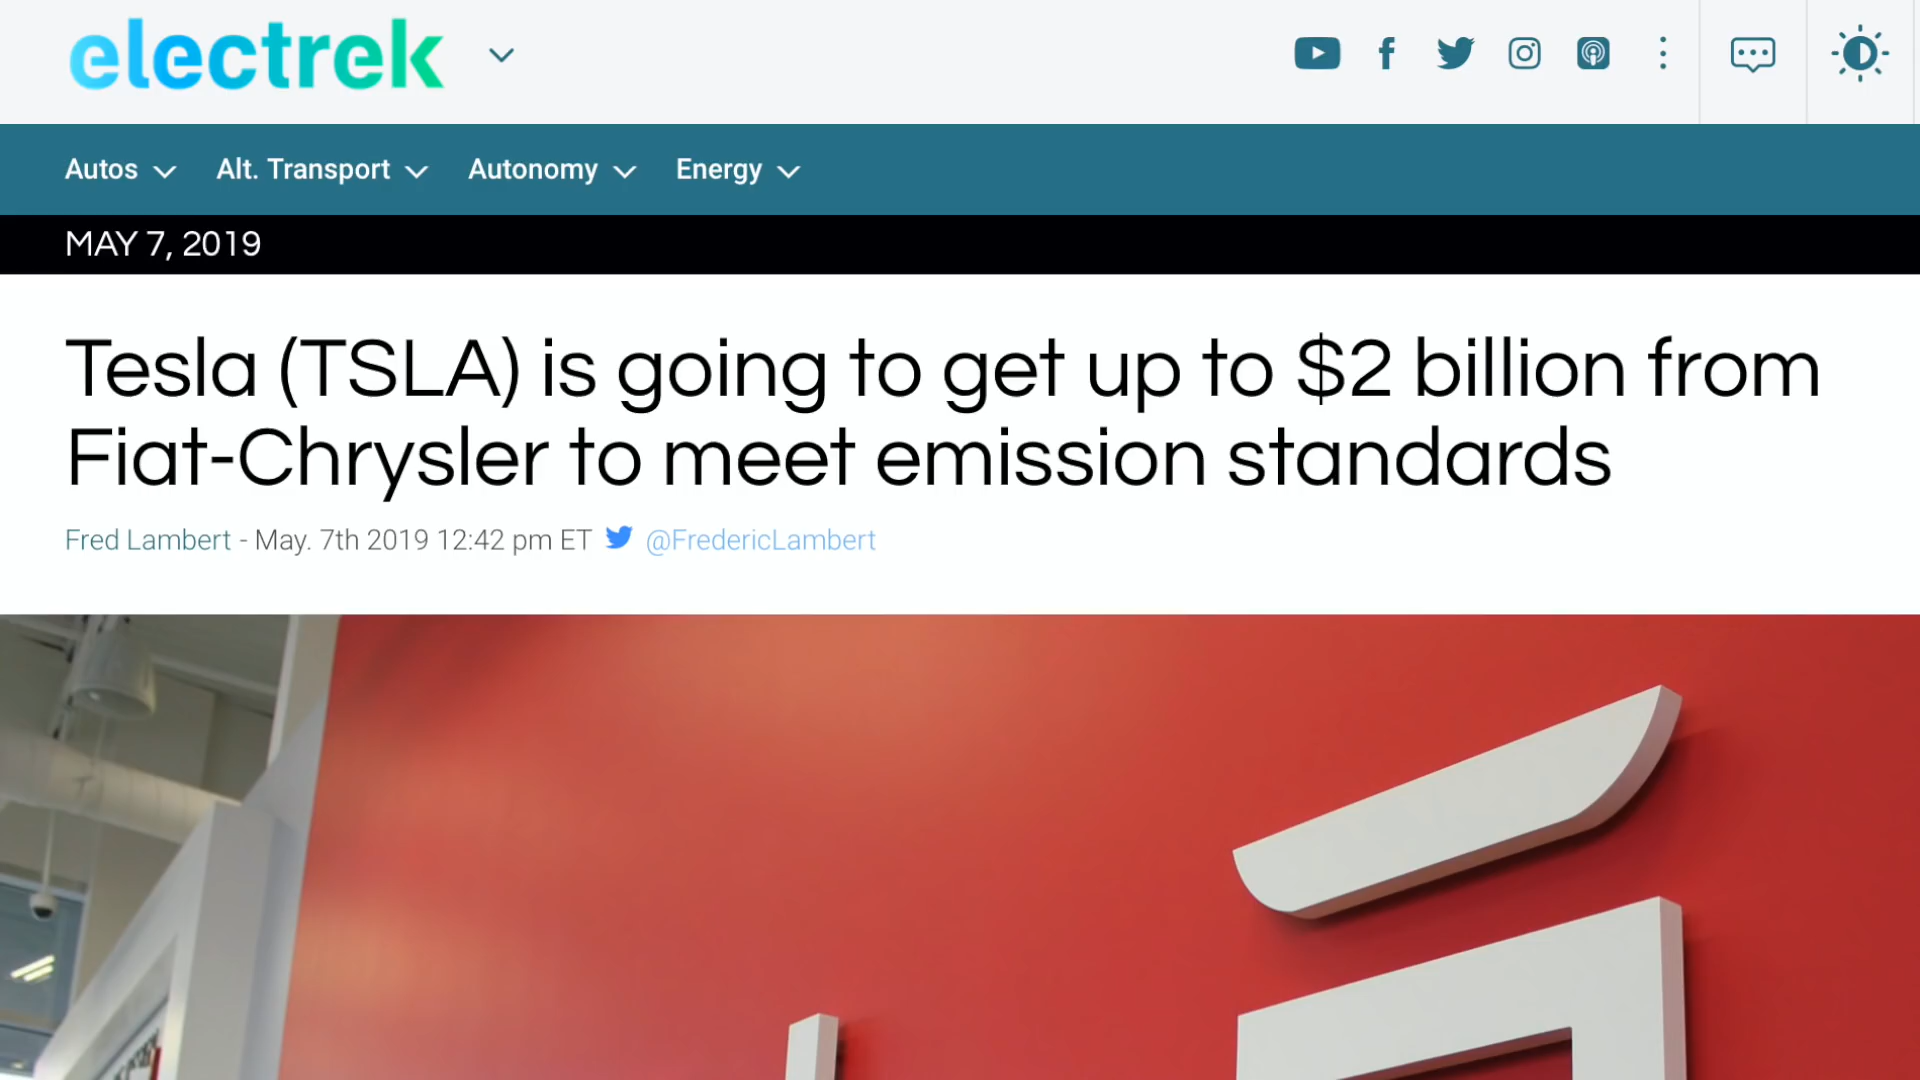 electrek
Autos Alt. Transport Autonomy Energy
MAY 7, 2019
Tesla (TSLA) is going to get up to $2 billion from
Fiat-Chrysler to meet emission standards
Fred Lambert - May. 7th 2019 12:42 pm ET @FredericLambert